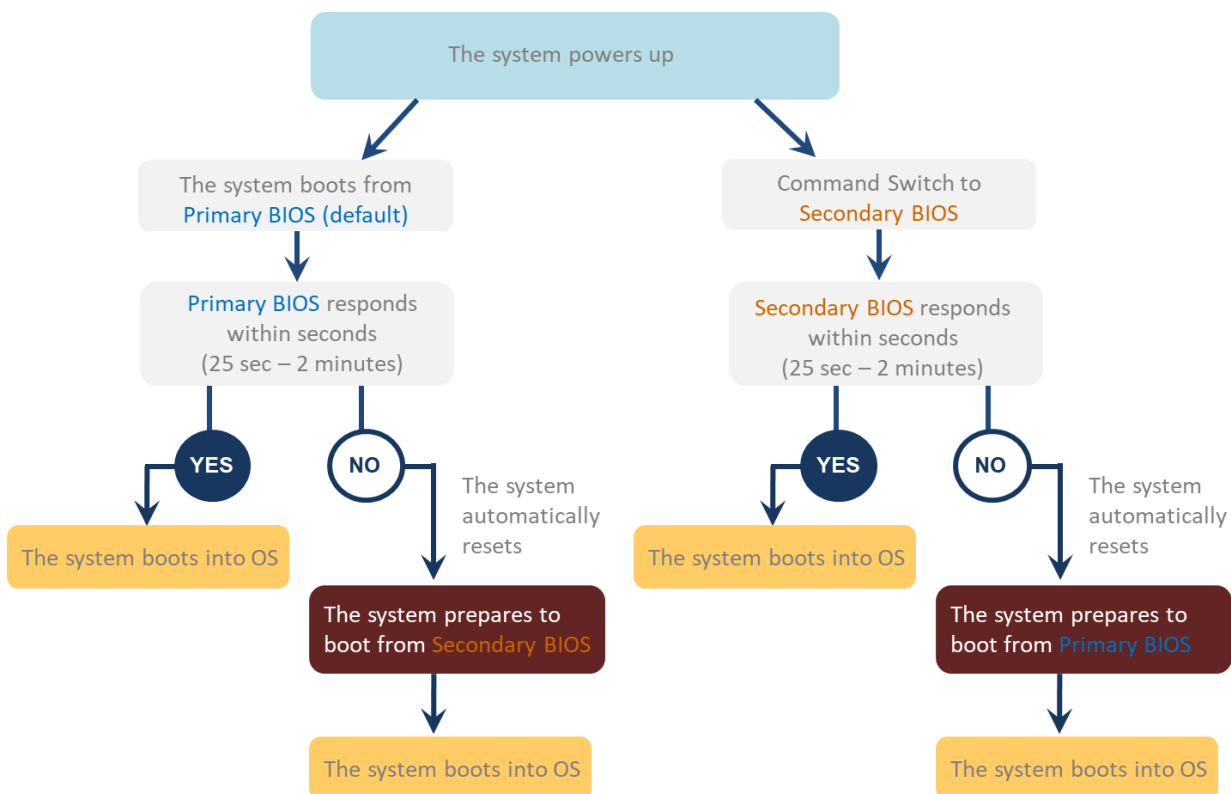 The system powers up
The system boots from
Primary BIOS (default)
Command Switch to
Secondary BIOS
Primary BIOS responds
within seconds
(25 sec – 2 minutes)
Secondary BIOS responds
within seconds
(25 sec – 2 minutes)
YES
NO
YES
NO
The system
automatically
resets
The system
automatically
resets
The system boots into OS
The system boots into OS
The system prepares to
boot from Secondary BIOS
The system prepares to
boot from Primary BIOS
The system boots into OS
The system boots into OS